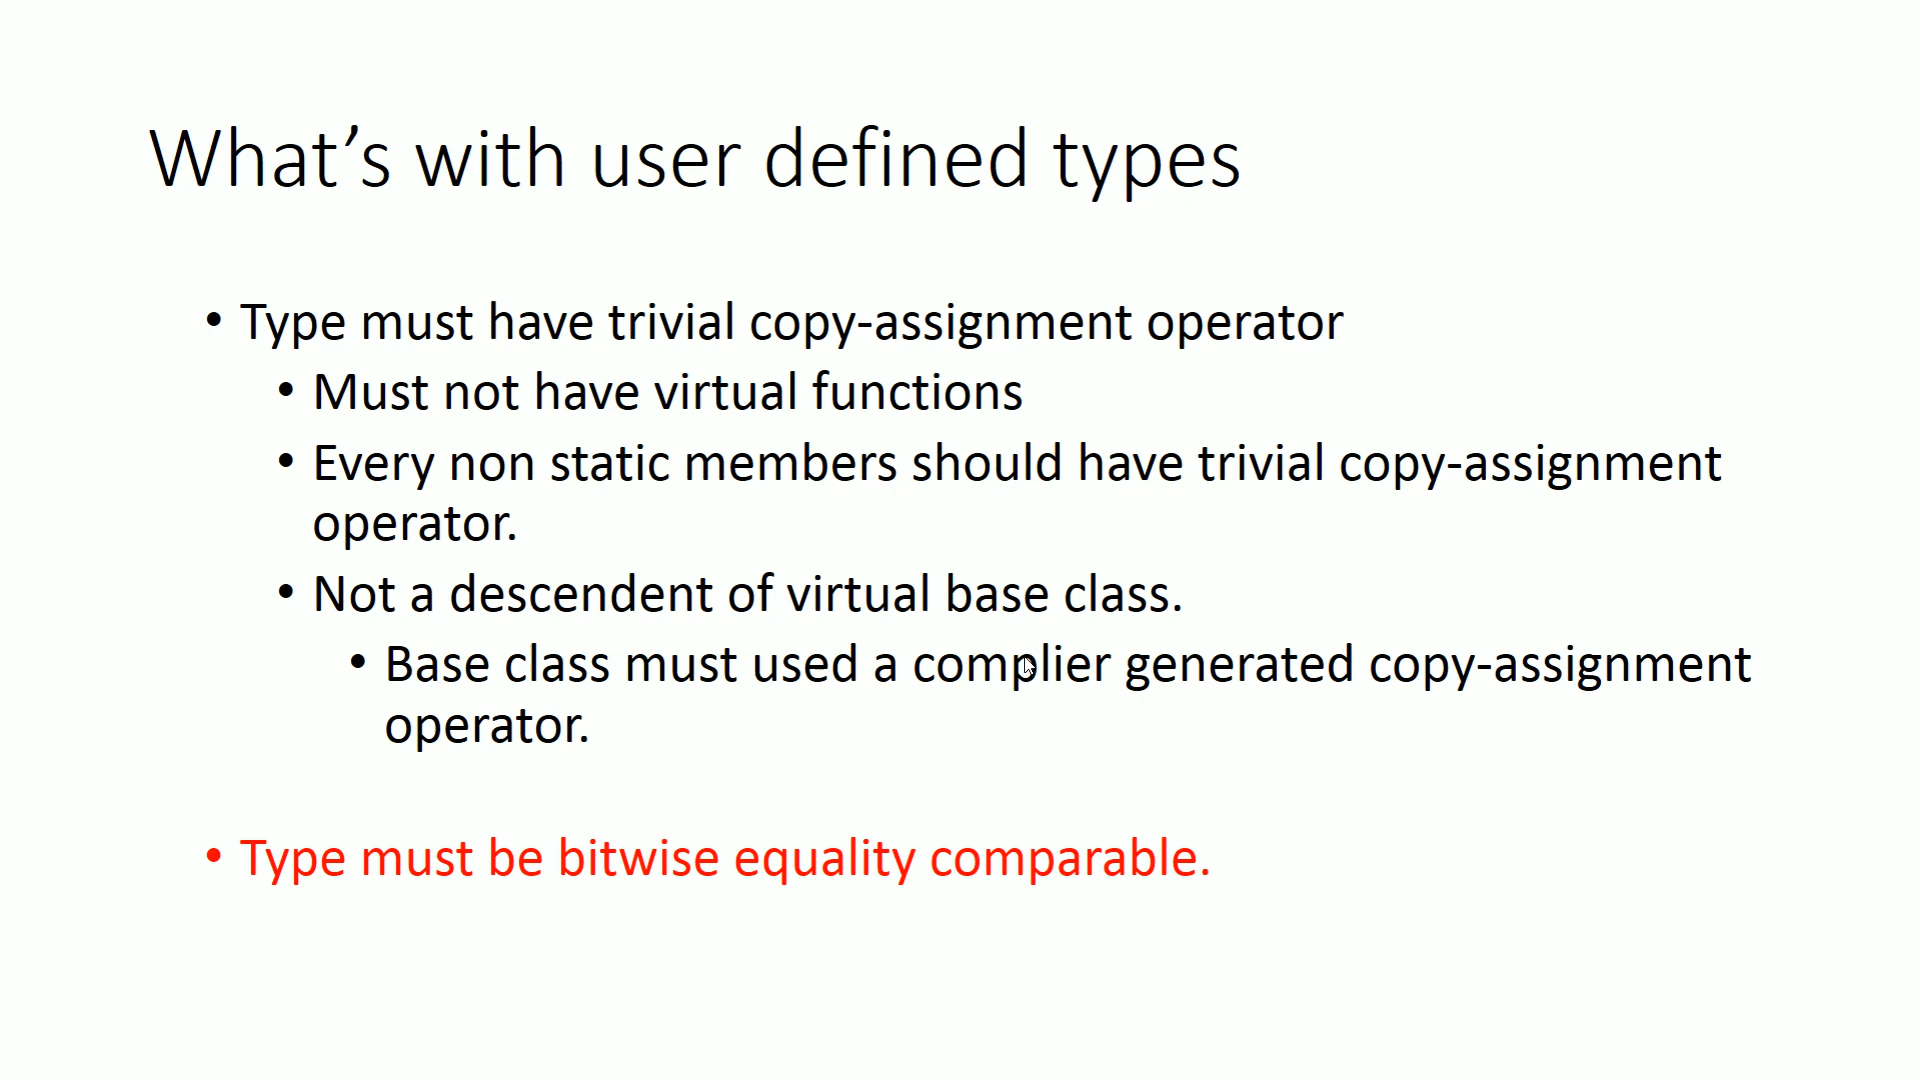 What’s with user defined types
• Type must have trivial copy-assignment operator
• Must not have virtual functions
• Every non static members should have trivial copy-assignment
operator.
• Not a descendent of virtual base class.
• Base class must used a complier generated copy-assignment
operator.
• Type must be bitwise equality comparable.